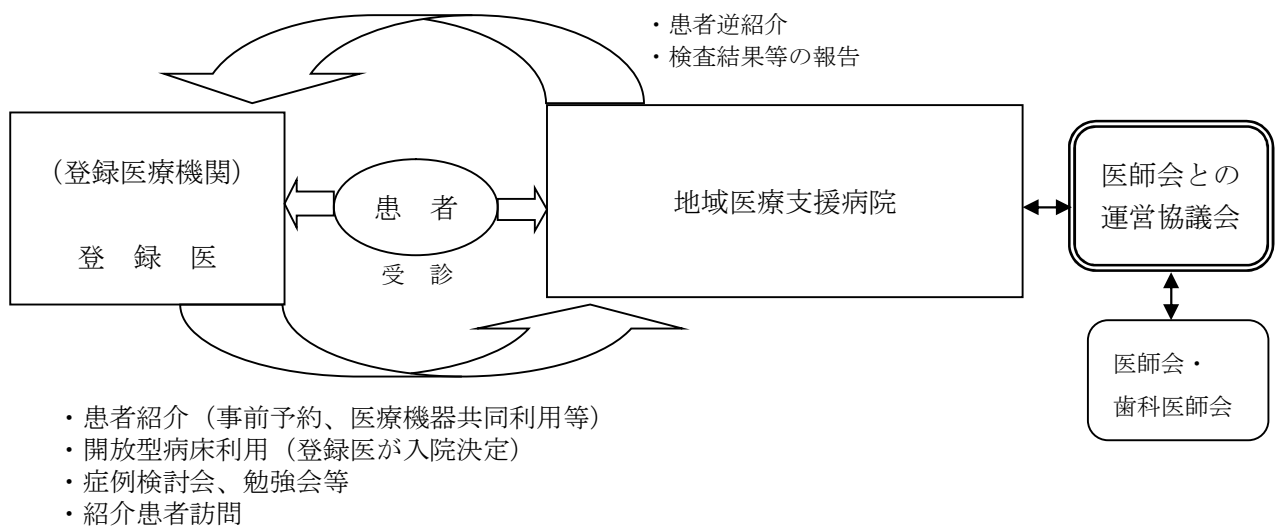 ・患者逆紹介
・検査結果等の報告
(登録医療機関)
登　録　医
患　者
受　診
地域医療支援病院
医師会との
運営協議会
医師会・
歯科医師会
・患者紹介（事前予約、医療機器共同利用等）
・開放型病床利用（登録医が入院決定）
・症例検討会、勉強会等
・紹介患者訪問